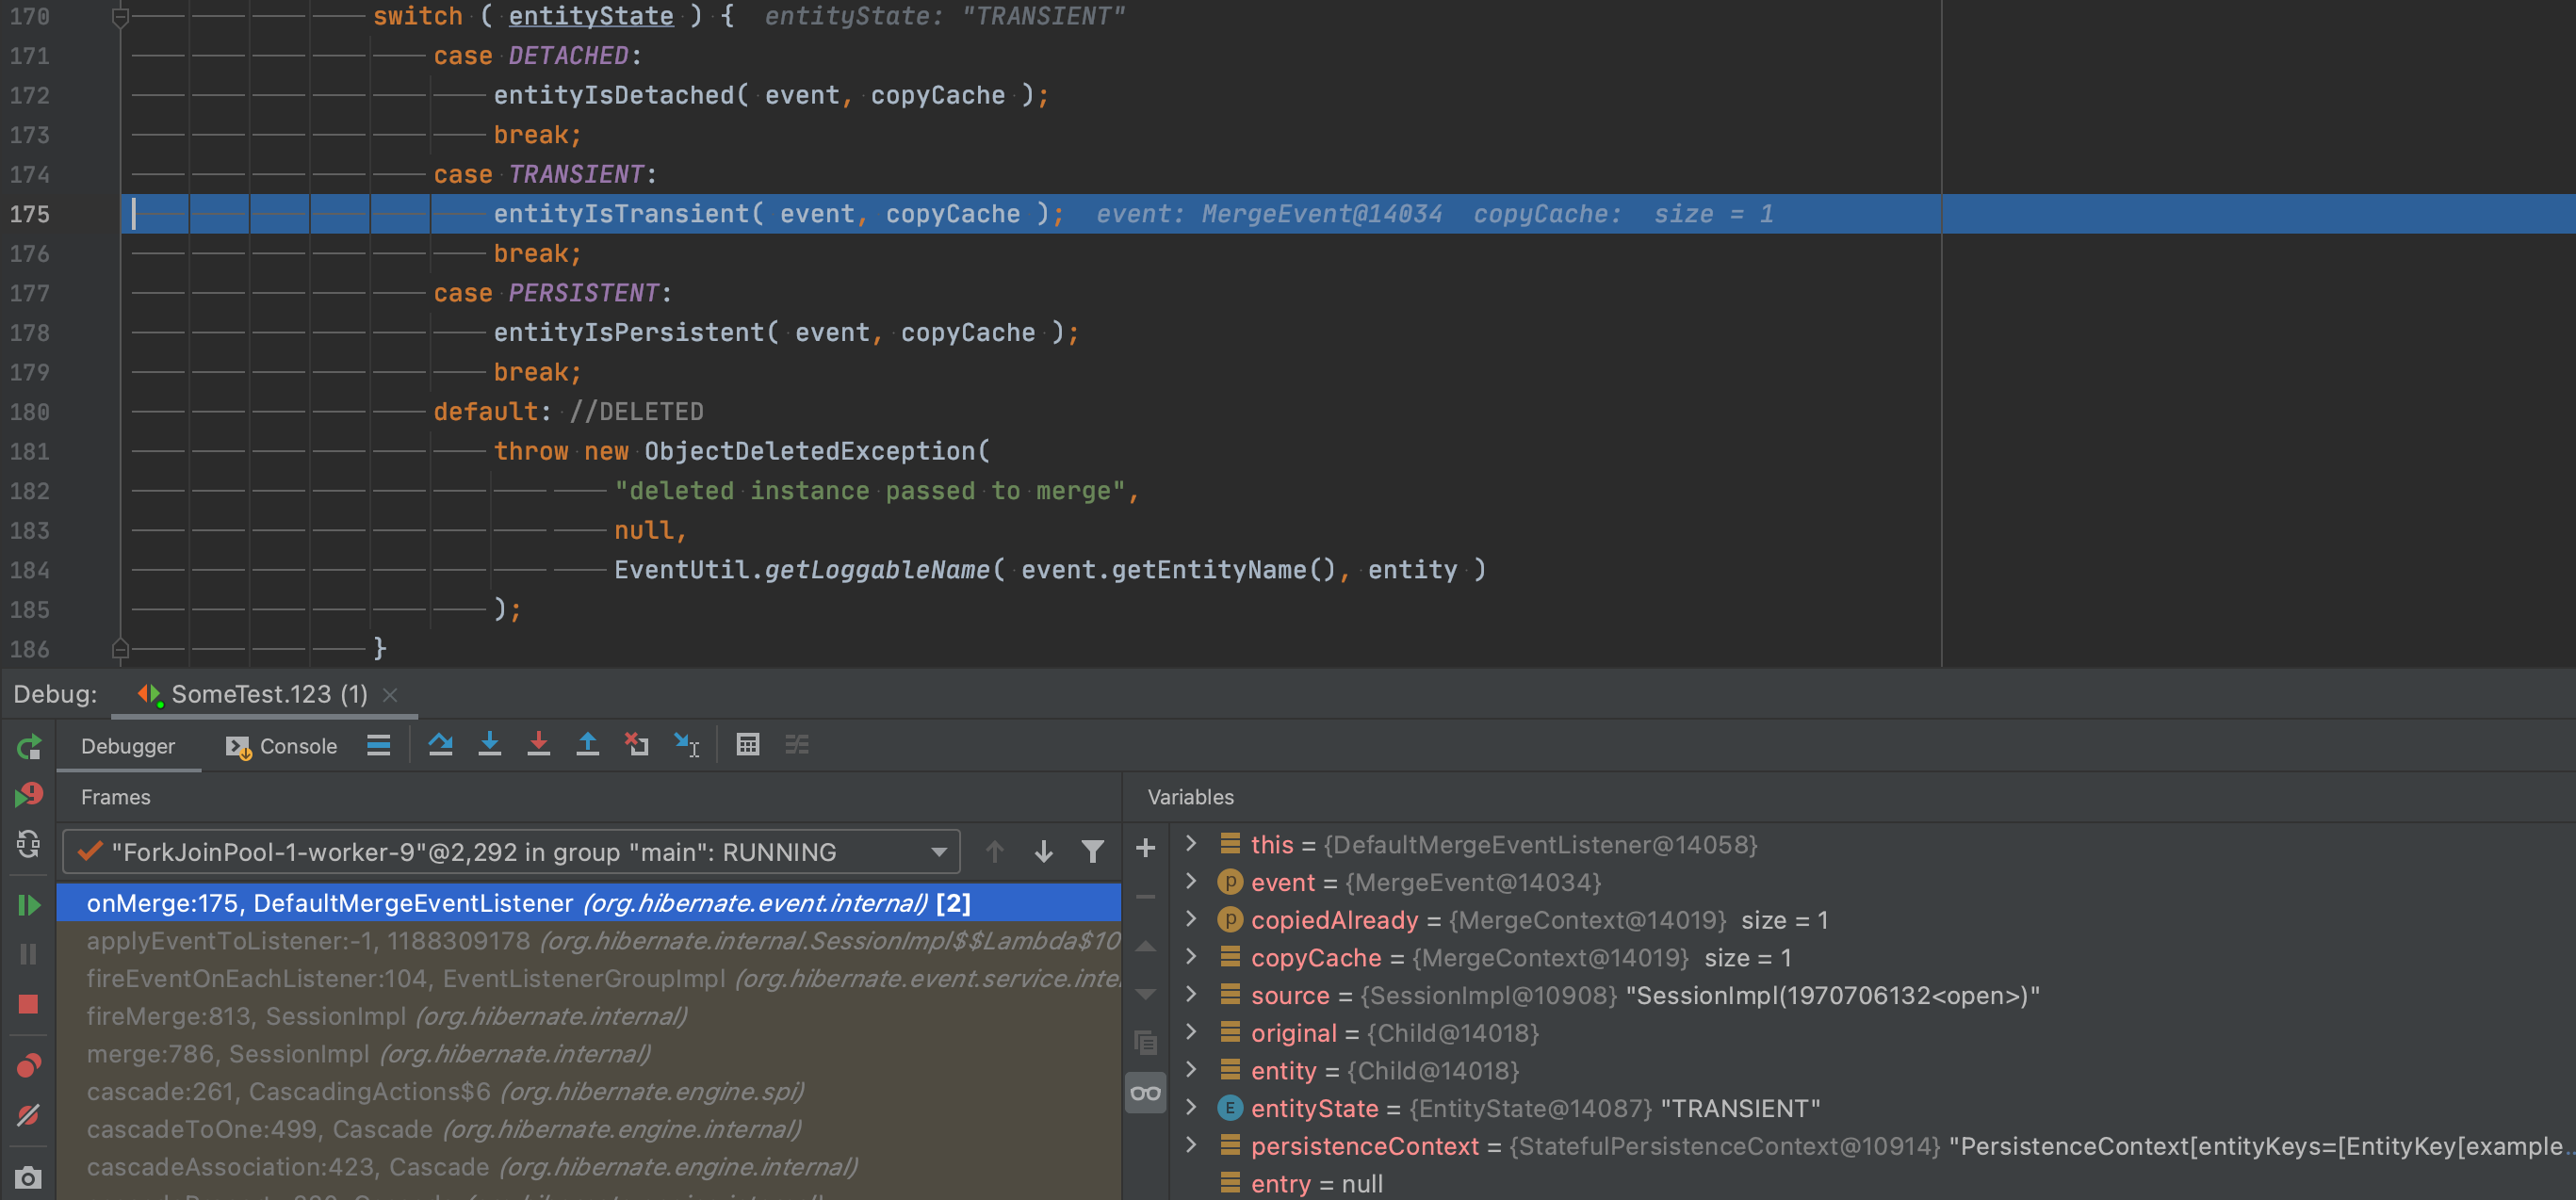 170 switch ( entityState ) { entityState: "TRANSIENT"
171 case DETACHED:
172 entityIsDetached( event, copyCache );
173 break;
174 case TRANSIENT:
175 entityIsTransient( event, copyCache ); event: MergeEvent@14034 copyCache: size = 1
176 break;
177 case PERSISTENT:
178 entityIsPersistent( event, copyCache );
179 break;
180 default: //DELETED
181 throw new ObjectDeletedException(
182 "deleted instance passed to merge",
183 null,
184 EventUtil.getLoggableName( event.getEntityName(), entity )
185 );
186 }
Debug: SomeTest.123 (1)
Debugger Console
Frames
"ForkJoinPool-1-worker-9"@2,292 in group "main": RUNNING
onMerge:175, DefaultMergeEventListener (org.hibernate.event.internal) [2]
applyEventToListener:-1, 1188309178 (org.hibernate.internal.SessionImpl$$Lambda$10
fireEventOnEachListener:104, EventListenerGroupImpl (org.hibernate.event.service.inte
fireMerge:813, SessionImpl (org.hibernate.internal)
merge:786, SessionImpl (org.hibernate.internal)
cascade:261, CascadingActions$6 (org.hibernate.engine.spi)
cascadeToOne:499, Cascade (org.hibernate.engine.internal)
cascadeAssociation:423, Cascade (org.hibernate.engine.internal)
Variables
this = {DefaultMergeEventListener@14058}
event = {MergeEvent@14034}
copiedAlready = {MergeContext@14019} size = 1
copyCache = {MergeContext@14019} size = 1
source = {SessionImpl@10908} "SessionImpl(1970706132<open>)"
original = {Child@14018}
entity = {Child@14018}
entityState = {EntityState@14087} "TRANSIENT"
persistenceContext = {StatefulPersistenceContext@10914} "PersistenceContext[entityKeys=[EntityKey[example...
entry = null